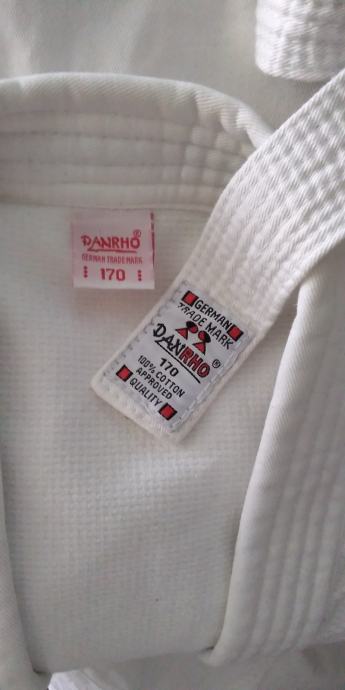 DANRHO®
GERMAN TRADE MARK
170
GERMAN
TRADE MARK
DANRHO®
170
100% COTTON
APPROVED
QUALITY